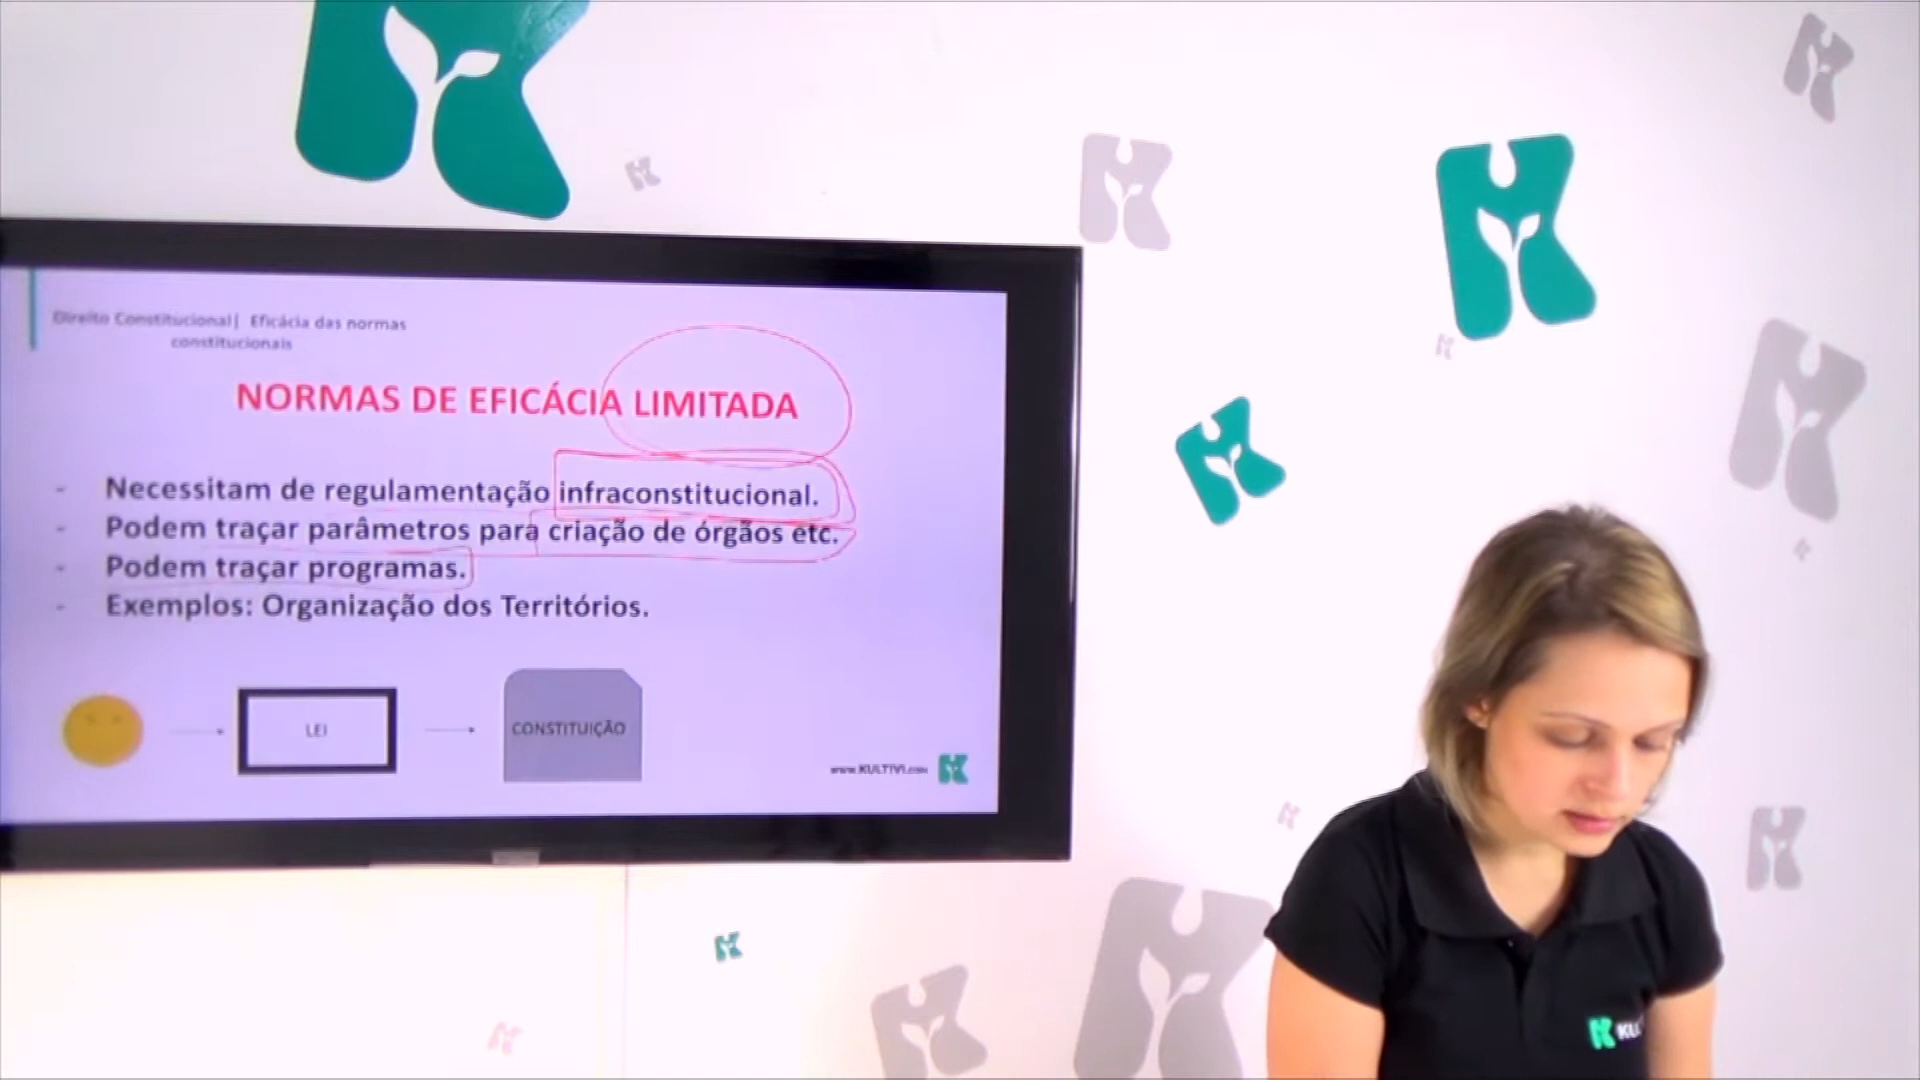 Direito Constitucional| Eficácia das normas
constitucionais
NORMAS DE EFICÁCIA LIMITADA
- Necessitam de regulamentação infraconstitucional.
- Podem traçar parâmetros para criação de órgãos etc.
- Podem traçar programas.
- Exemplos: Organização dos Territórios.
LEI
CONSTITUIÇÃO
www.KULTIVI.com